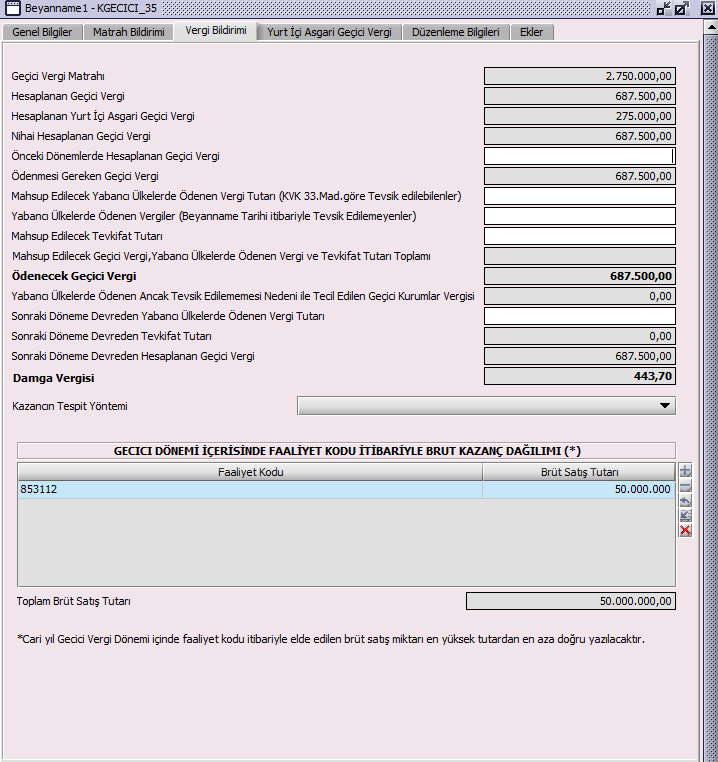 Beyanname1 - KGECICI_35
Genel Bilgiler Matrah Bildirimi Vergi Bildirimi Yurt İçi Asgari Geçici Vergi Düzenleme Bilgileri Ekler
Geçici Vergi Matrahı 2.750.000,00
Hesaplanan Geçici Vergi 687.500,00
Hesaplanan Yurt İçi Asgari Geçici Vergi 275.000,00
Nihai Hesaplanan Geçici Vergi 687.500,00
Önceki Dönemlerde Hesaplanan Geçici Vergi
Ödenmesi Gereken Geçici Vergi 687.500,00
Mahsup Edilecek Yabancı Ülkelerde Ödenen Vergi Tutarı (KVK 33.Mad.göre Tevsik edilebilenler)
Yabancı Ülkelerde Ödenen Vergiler (Beyanname Tarihi itibariyle Tevsik Edilemeyenler)
Mahsup Edilecek Tevkifat Tutarı
Mahsup Edilecek Geçici Vergi,Yabancı Ülkelerde Ödenen Vergi ve Tevkifat Tutarı Toplamı
Ödenecek Geçici Vergi 687.500,00
Yabancı Ülkelerde Ödenen Ancak Tevsik Edilememesi Nedeni ile Tecil Edilen Geçici Kurumlar Vergisi 0,00
Sonraki Döneme Devreden Yabancı Ülkelerde Ödenen Vergi Tutarı
Sonraki Döneme Devreden Tevkifat Tutarı 0,00
Sonraki Döneme Devreden Hesaplanan Geçici Vergi 687.500,00
Damga Vergisi 443,70
Kazancın Tespit Yöntemi
GECICI DÖNEMİ İÇERİSİNDE FAALİYET KODU İTİBARİYLE BRUT KAZANÇ DAĞILIMI (*)
Faaliyet Kodu Brüt Satış Tutarı
853112 50.000.000
Toplam Brüt Satış Tutarı 50.000.000,00
*Cari yıl Gecici Vergi Dönemi içinde faaliyet kodu itibariyle elde edilen brüt satış miktarı en yüksek tutardan en aza doğru yazılacaktır.